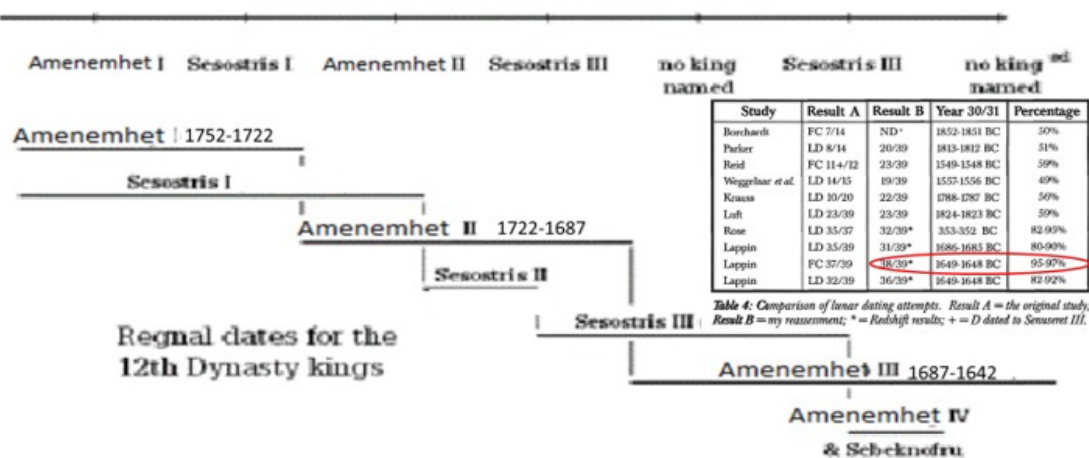 Amenemhet I Sesostris I Amenemhet II Sesostris III no king named Sesostris III no king named
Amenemhet I 1752-1722
Sesostris I
Amenemhet II 1722-1687
Sesostris II
Sesostris III
Regnal dates for the
12th Dynasty kings
Amenemhet III 1687-1642
Amenemhet IV
& Sebeknofru
Study Result A Result B Year 30/31 Percentage
Borchardt FC 7/14 ND+ 1852-1851 BC 50%
Parker LD 8/14 20/39 1813-1812 BC 51%
Reid FC 11+/12 23/39 1549-1548 BC 59%
Weggelaar et al. LD 14/15 19/39 1557-1556 BC 49%
Krauss LD 10/20 22/39 1788-1787 BC 56%
Luft LD 23/39 23/39 1824-1823 BC 59%
Rose LD 35/37 32/39* 353-352 BC 82-95%
Lappin LD 35/39 31/39* 1686-1685 BC 80-90%
Lappin FC 37/39 38/39* 1649-1648 BC 95-97%
Lappin LD 32/39 36/39* 1649-1648 BC 82-92%
Table 4: Comparison of lunar dating attempts. Result A = the original study,
Result B = my reassessment; * = Redshift results; + = D dated to Senuseret III.